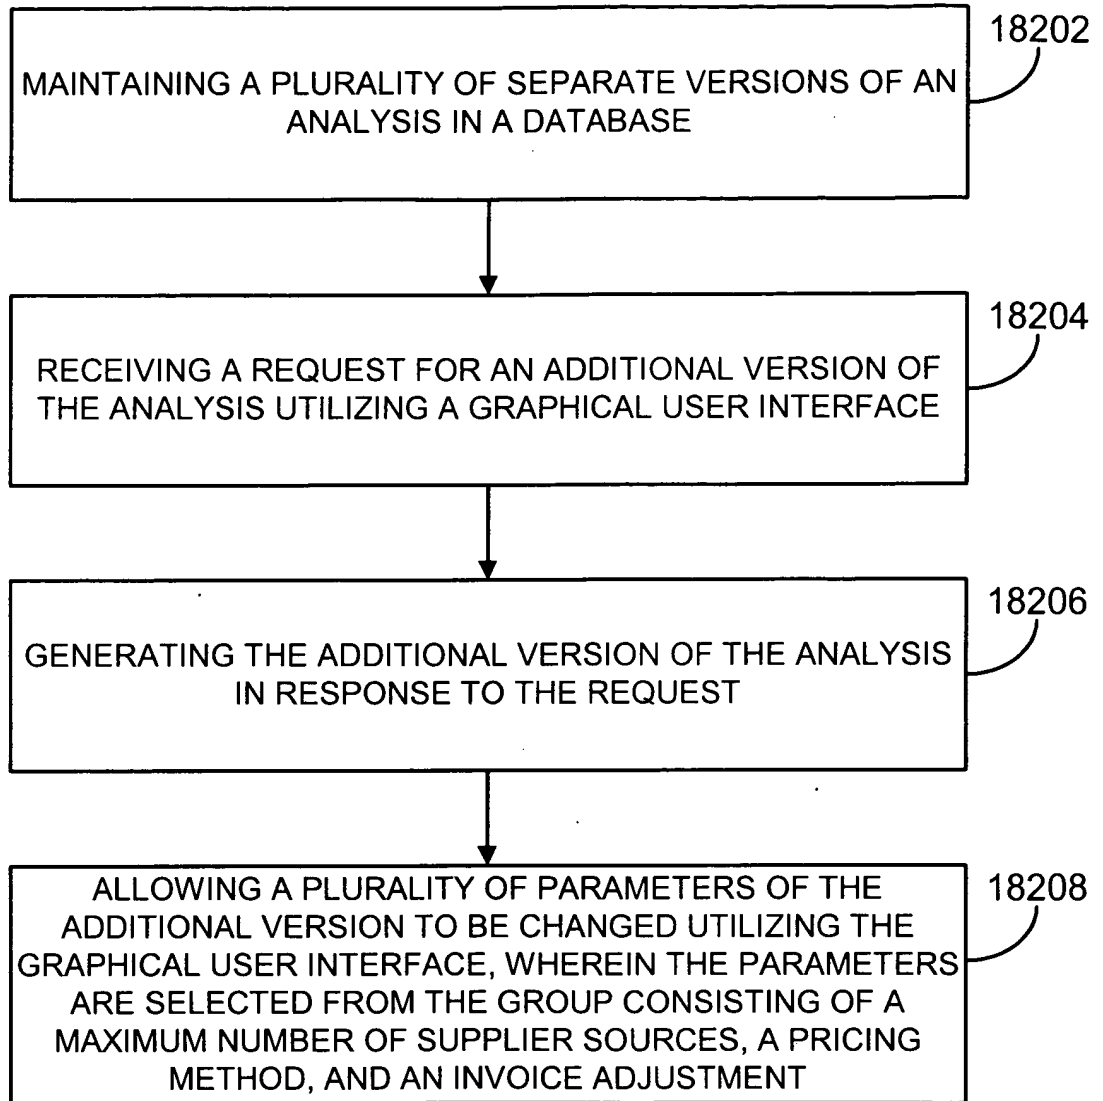 18202
MAINTAINING A PLURALITY OF SEPARATE VERSIONS OF AN
ANALYSIS IN A DATABASE
18204
RECEIVING A REQUEST FOR AN ADDITIONAL VERSION OF
THE ANALYSIS UTILIZING A GRAPHICAL USER INTERFACE
18206
GENERATING THE ADDITIONAL VERSION OF THE ANALYSIS
IN RESPONSE TO THE REQUEST
18208
ALLOWING A PLURALITY OF PARAMETERS OF THE
ADDITIONAL VERSION TO BE CHANGED UTILIZING THE
GRAPHICAL USER INTERFACE, WHEREIN THE PARAMETERS
ARE SELECTED FROM THE GROUP CONSISTING OF A
MAXIMUM NUMBER OF SUPPLIER SOURCES, A PRICING
METHOD, AND AN INVOICE ADJUSTMENT